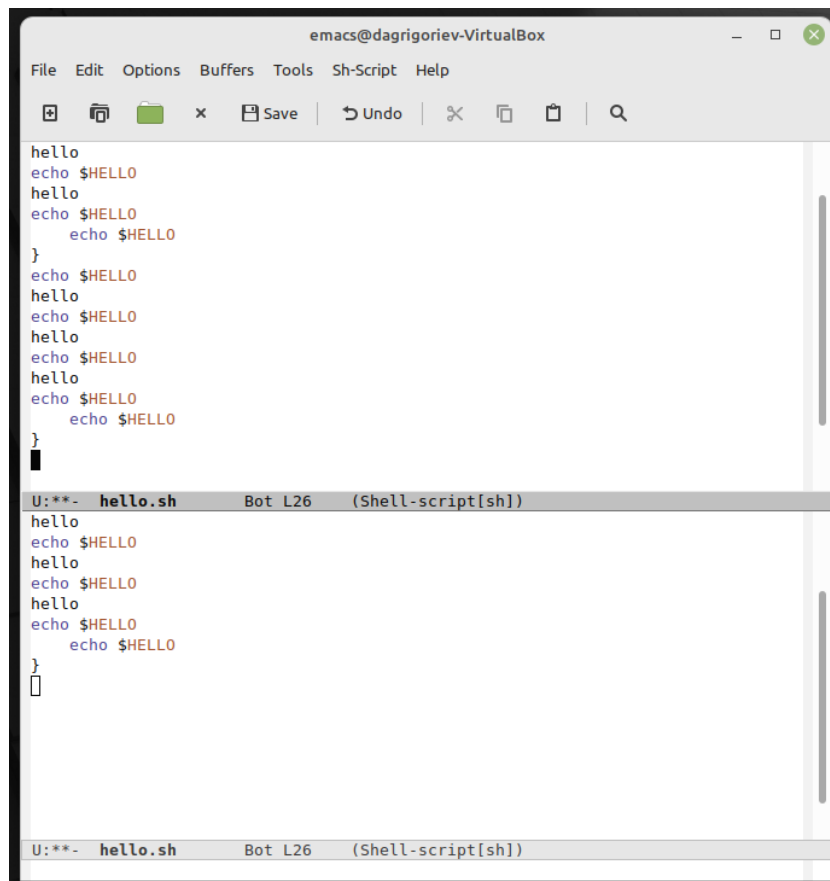 emacs@dagrigoriev-VirtualBox
File Edit Options Buffers Tools Sh-Script Help
Save Undo
hello
echo $HELLO
hello
echo $HELLO
    echo $HELLO
}
echo $HELLO
hello
echo $HELLO
hello
echo $HELLO
hello
echo $HELLO
    echo $HELLO
}
U:**-  hello.sh       Bot L26    (Shell-script[sh])
hello
echo $HELLO
hello
echo $HELLO
hello
echo $HELLO
    echo $HELLO
}
U:**-  hello.sh       Bot L26    (Shell-script[sh])